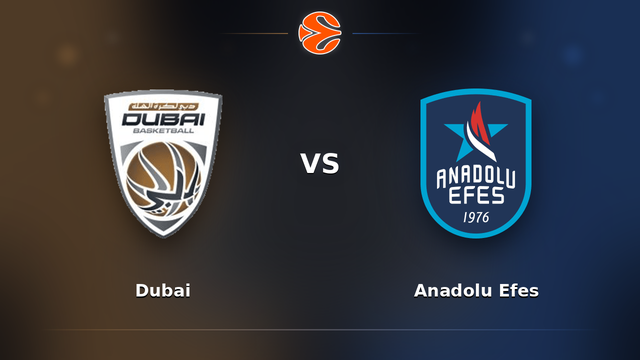 DUBAI
BASKETBALL
VS
ANADOLU
EFES
1976
Dubai
Anadolu Efes